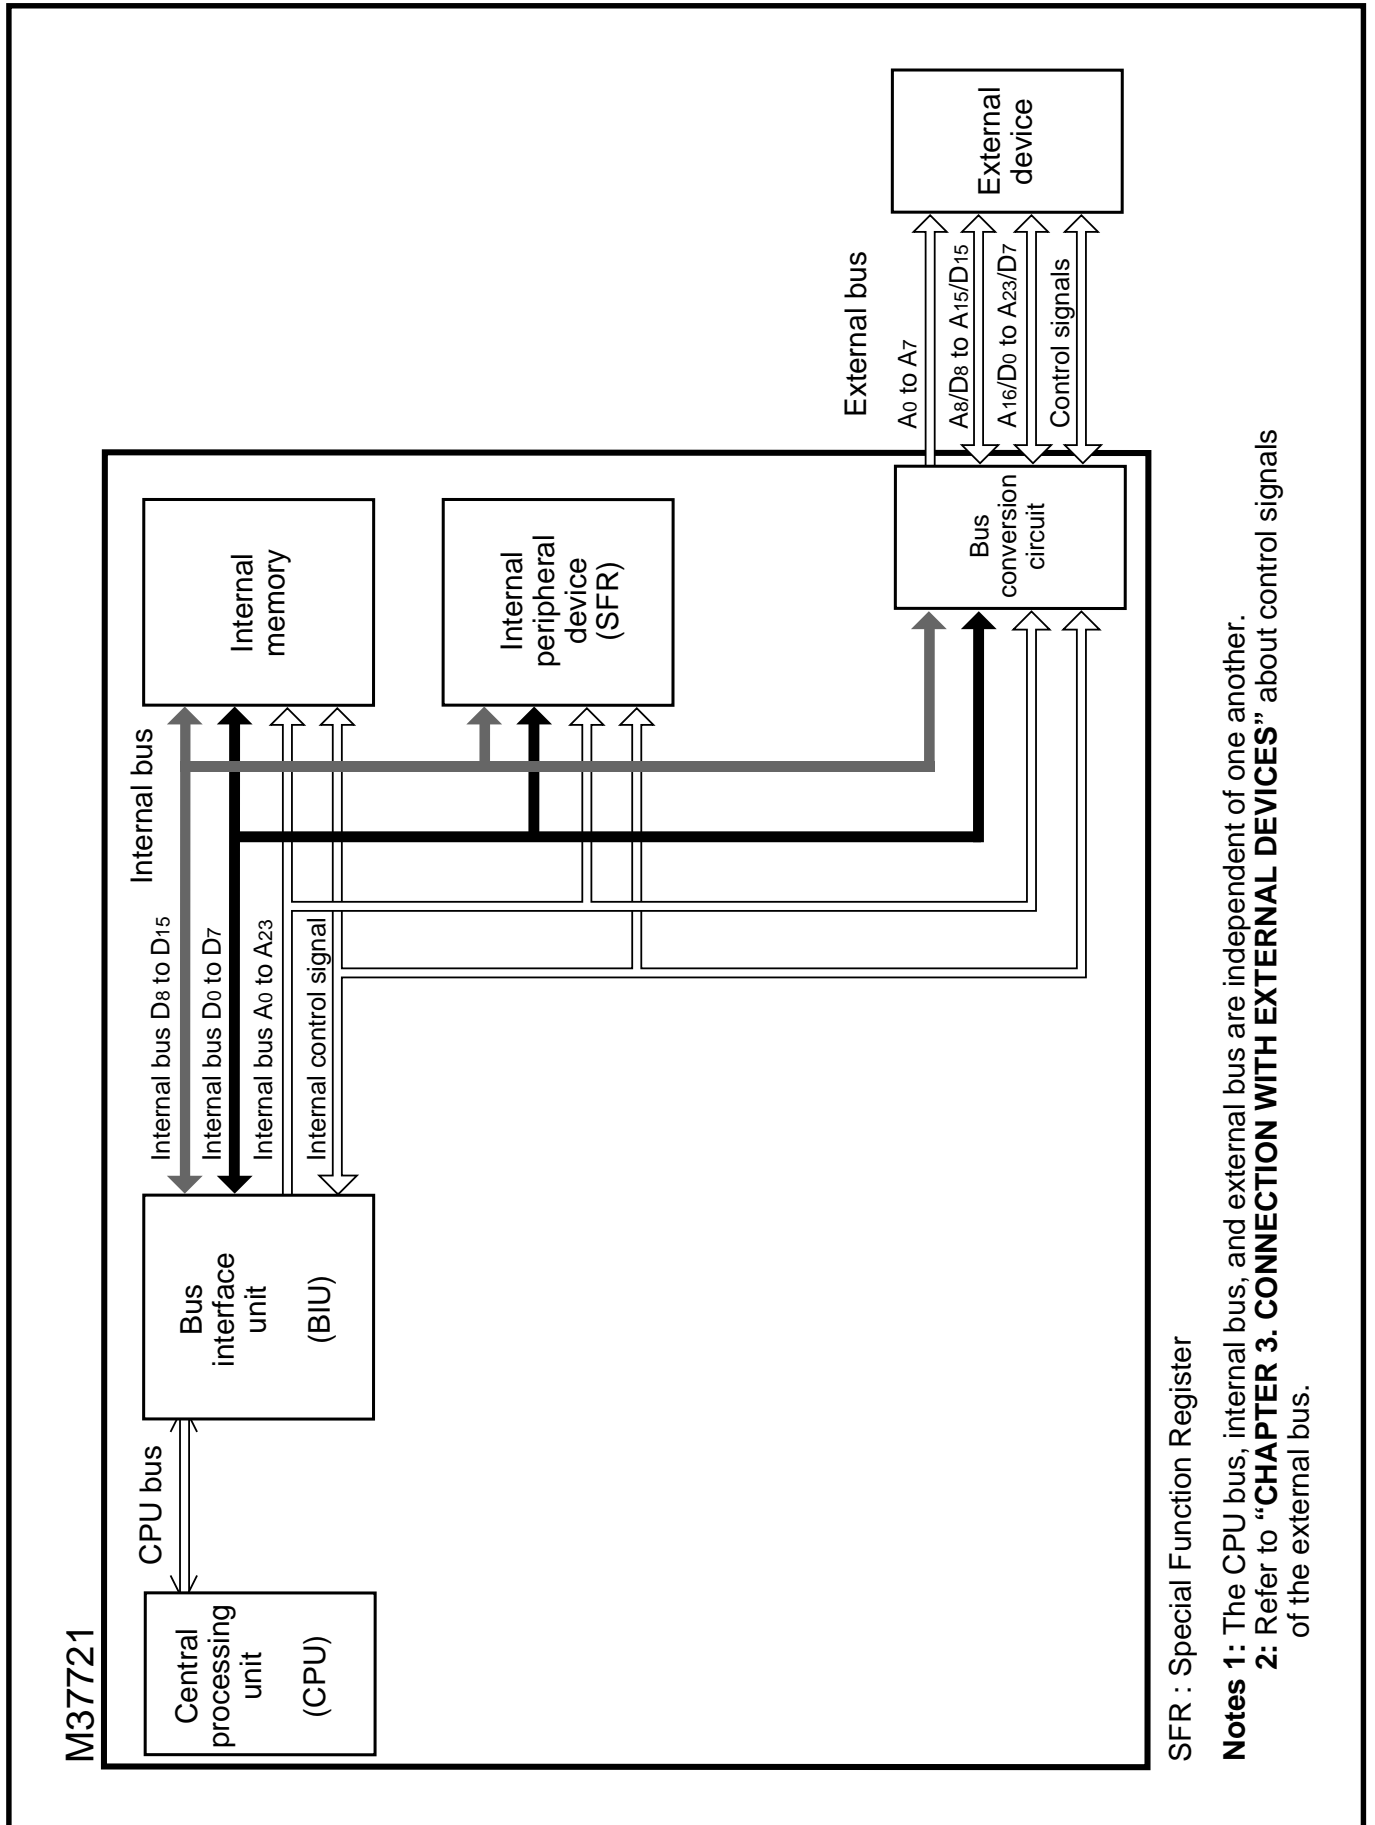 M37721
Central
processing
unit
(CPU)
CPU bus
Bus
interface
unit
(BIU)
Internal bus
Internal bus D8 to D15
Internal bus D0 to D7
Internal bus A0 to A23
Internal control signal
Internal
memory
Internal
peripheral
device
(SFR)
Bus
conversion
circuit
External bus
A0 to A7
A8/D8 to A15/D15
A16/D0 to A23/D7
Control signals
External
device
SFR : Special Function Register
Notes 1: The CPU bus, internal bus, and external bus are independent of one another.
2: Refer to “CHAPTER 3. CONNECTION WITH EXTERNAL DEVICES” about control signals
of the external bus.